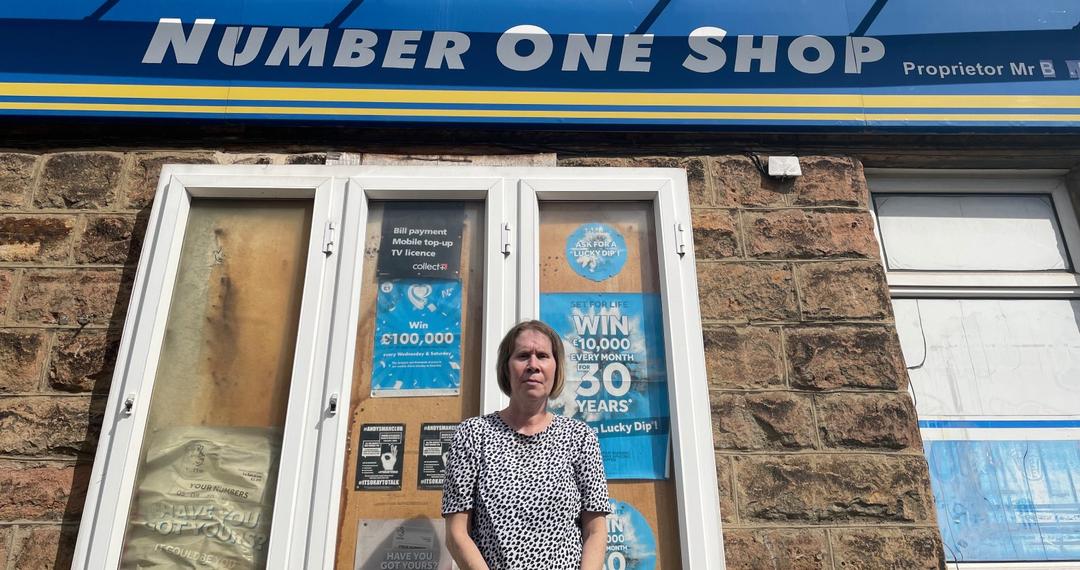 NUMBER ONE SHOP
Proprietor Mr B
Bill payment
Mobile top-up
TV licence
collect+
Win
£100,000
every Wednesday & Saturday
#ANDYSMANCLUB
#ITSOKAYTOTALK
#ANDYSMANCLUB
#ITSOKAYTOTALK
HAVE YOU
GOT YOURS?
YOUR NUMBERS
HAVE YOU
GOT YOURS?
IT COULD BE YOU
ASK FOR A
'LUCKY DIP'!
SET FOR LIFE
WIN
£10,000
EVERY MONTH
FOR
30
YEARS*
a Lucky Dip'!